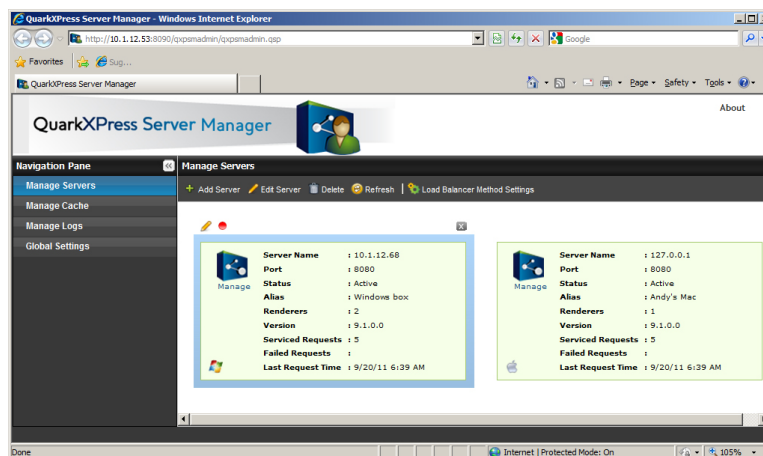 QuarkXPress Server Manager - Windows Internet Explorer
http://10.1.12.53:8090/qxpsmadmin/qxpsmadmin.qsp
Google
Favorites Sug...
QuarkXPress Server Manager
Page Safety Tools
About
QuarkXPress Server Manager
Navigation Pane
Manage Servers
Manage Servers
Manage Cache
Manage Logs
Global Settings
Add Server Edit Server Delete Refresh | Load Balancer Method Settings
Manage
Server Name : 10.1.12.68
Port : 8080
Status : Active
Alias : Windows box
Renderers : 2
Version : 9.1.0.0
Serviced Requests : 5
Failed Requests :
Last Request Time : 9/20/11 6:39 AM
Manage
Server Name : 127.0.0.1
Port : 8080
Status : Active
Alias : Andy's Mac
Renderers : 1
Version : 9.1.0.0
Serviced Requests : 5
Failed Requests :
Last Request Time : 9/20/11 6:39 AM
Done
Internet | Protected Mode: On
105%